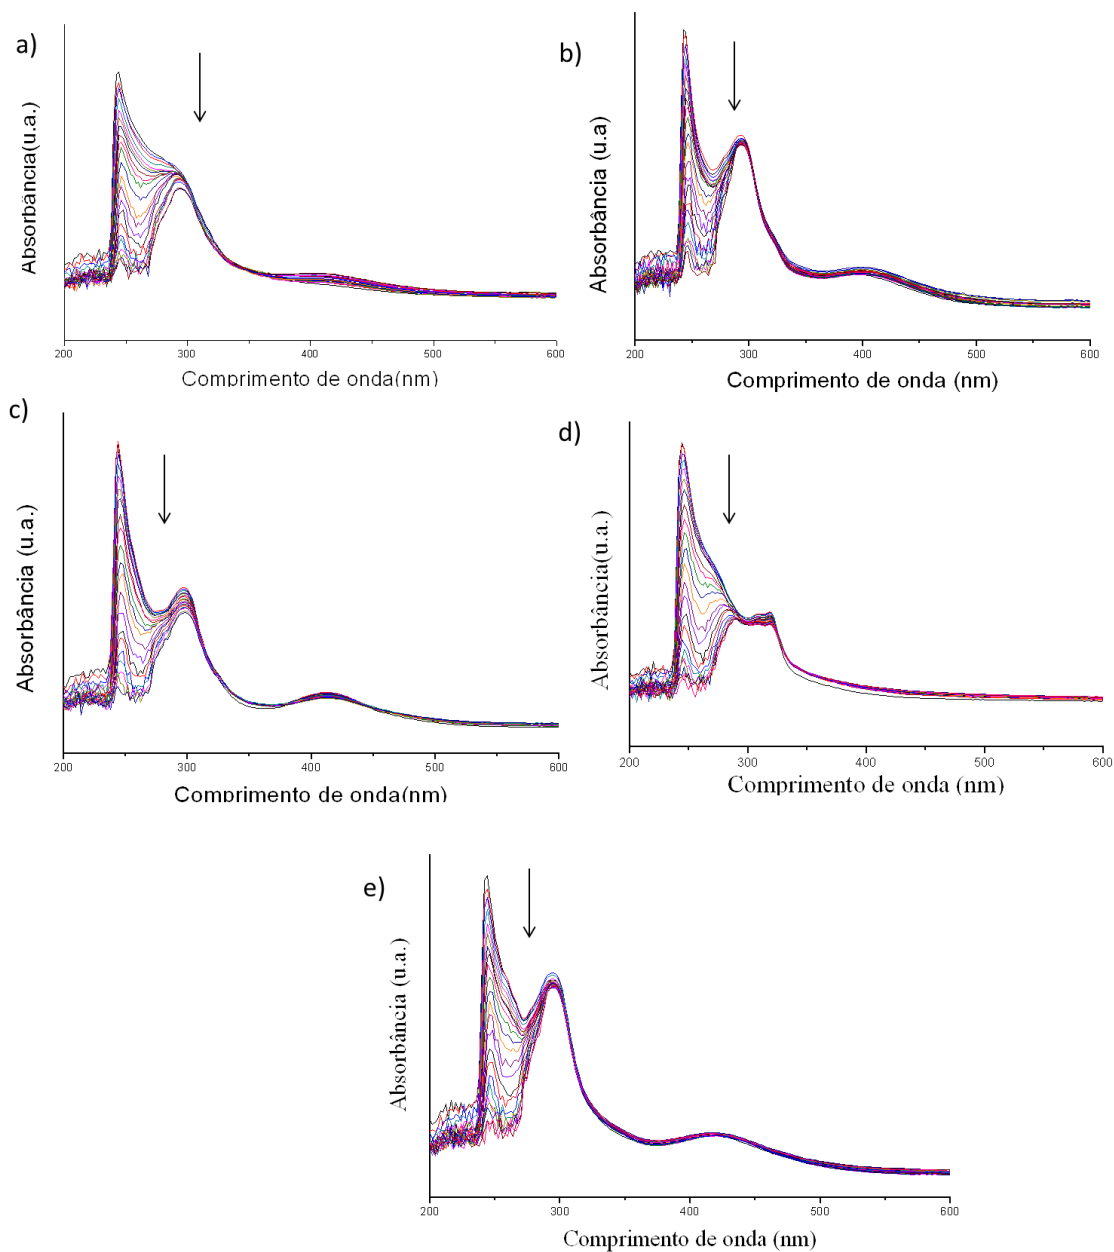 a)
Absorbância(u.a.)
200 300 400 500 600
Comprimento de onda(nm)
b)
Absorbância (u.a)
200 300 400 500 600
Comprimento de onda (nm)
c)
Absorbância (u.a.)
200 300 400 500 600
Comprimento de onda(nm)
d)
Absorbância(u.a.)
200 300 400 500 600
Comprimento de onda (nm)
e)
Absorbância (u.a.)
200 300 400 500 600
Comprimento de onda (nm)